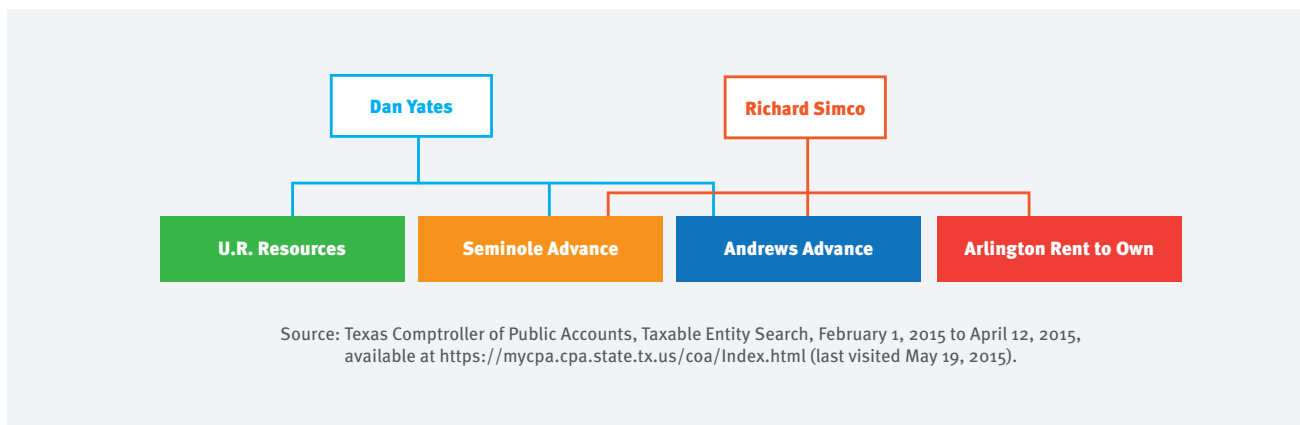 Dan Yates
Richard Simco
U.R. Resources
Seminole Advance
Andrews Advance
Arlington Rent to Own
Source: Texas Comptroller of Public Accounts, Taxable Entity Search, February 1, 2015 to April 12, 2015,
available at https://mycpa.cpa.state.tx.us/coa/Index.html (last visited May 19, 2015).